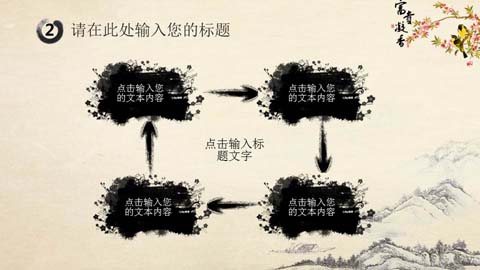 2 请在此处输入您的标题
富贵凝香
点击输入您
的文本内容
点击输入您
的文本内容
点击输入标
题文字
点击输入您
的文本内容
点击输入您
的文本内容